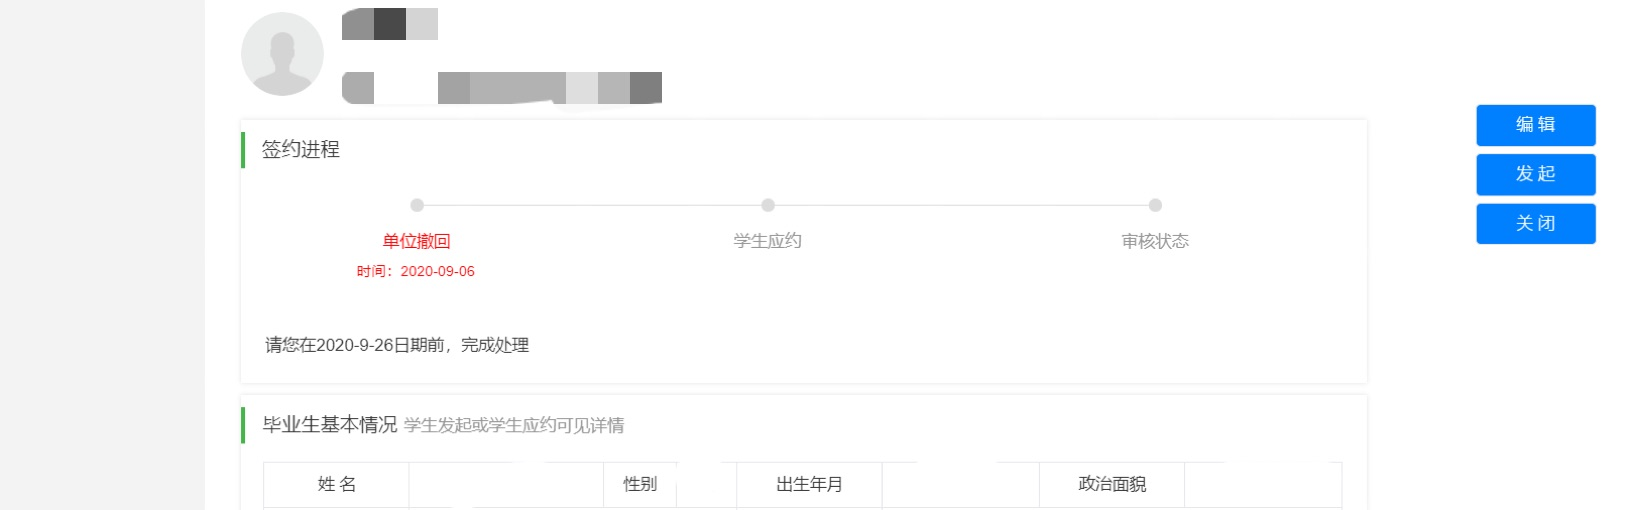 签约进程
单位撤回
学生应约
审核状态
时间：2020-09-06
请您在2020-9-26日期前，完成处理
编 辑
发 起
关 闭
毕业生基本情况 学生发起或学生应约可见详情
姓 名 性别 出生年月 政治面貌